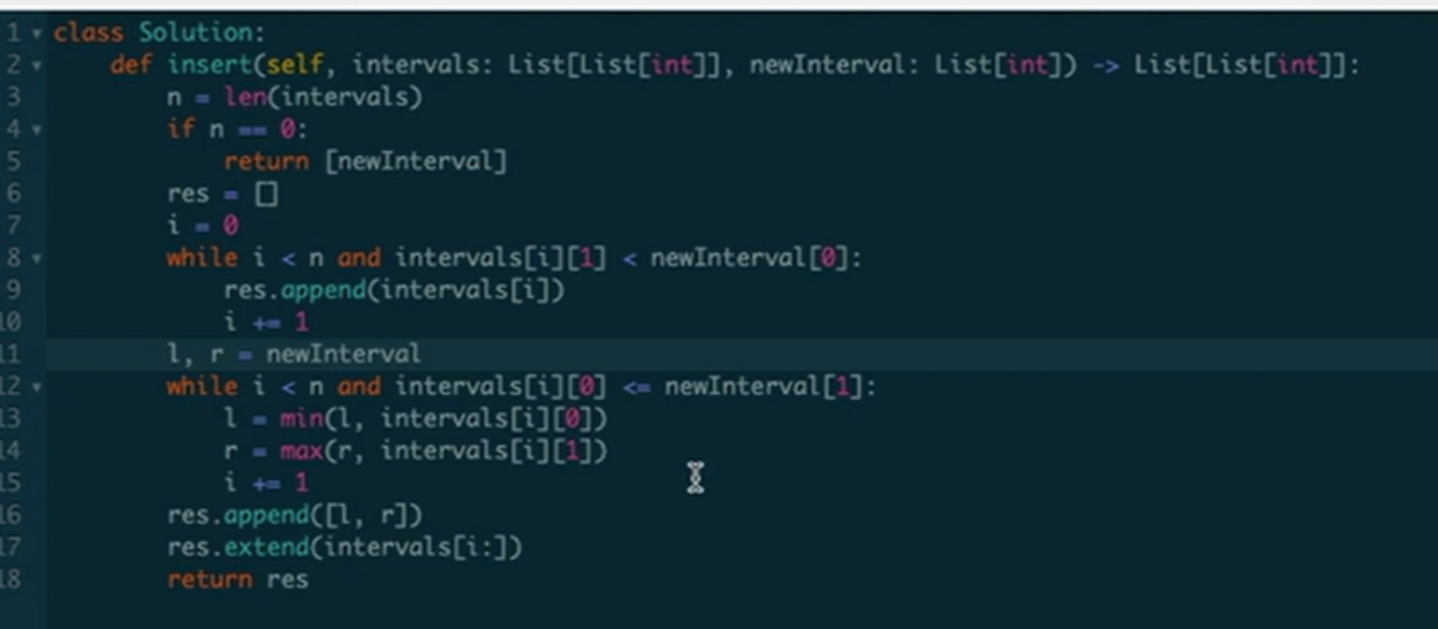 1 class Solution:
2     def insert(self, intervals: List[List[int]], newInterval: List[int]) -> List[List[int]]:
3         n = len(intervals)
4         if n == 0:
5             return [newInterval]
6         res = []
7         i = 0
8         while i < n and intervals[i][1] < newInterval[0]:
9             res.append(intervals[i])
10             i += 1
11         l, r = newInterval
12         while i < n and intervals[i][0] <= newInterval[1]:
13             l = min(l, intervals[i][0])
14             r = max(r, intervals[i][1])
15             i += 1
16         res.append([l, r])
17         res.extend(intervals[i:])
18         return res